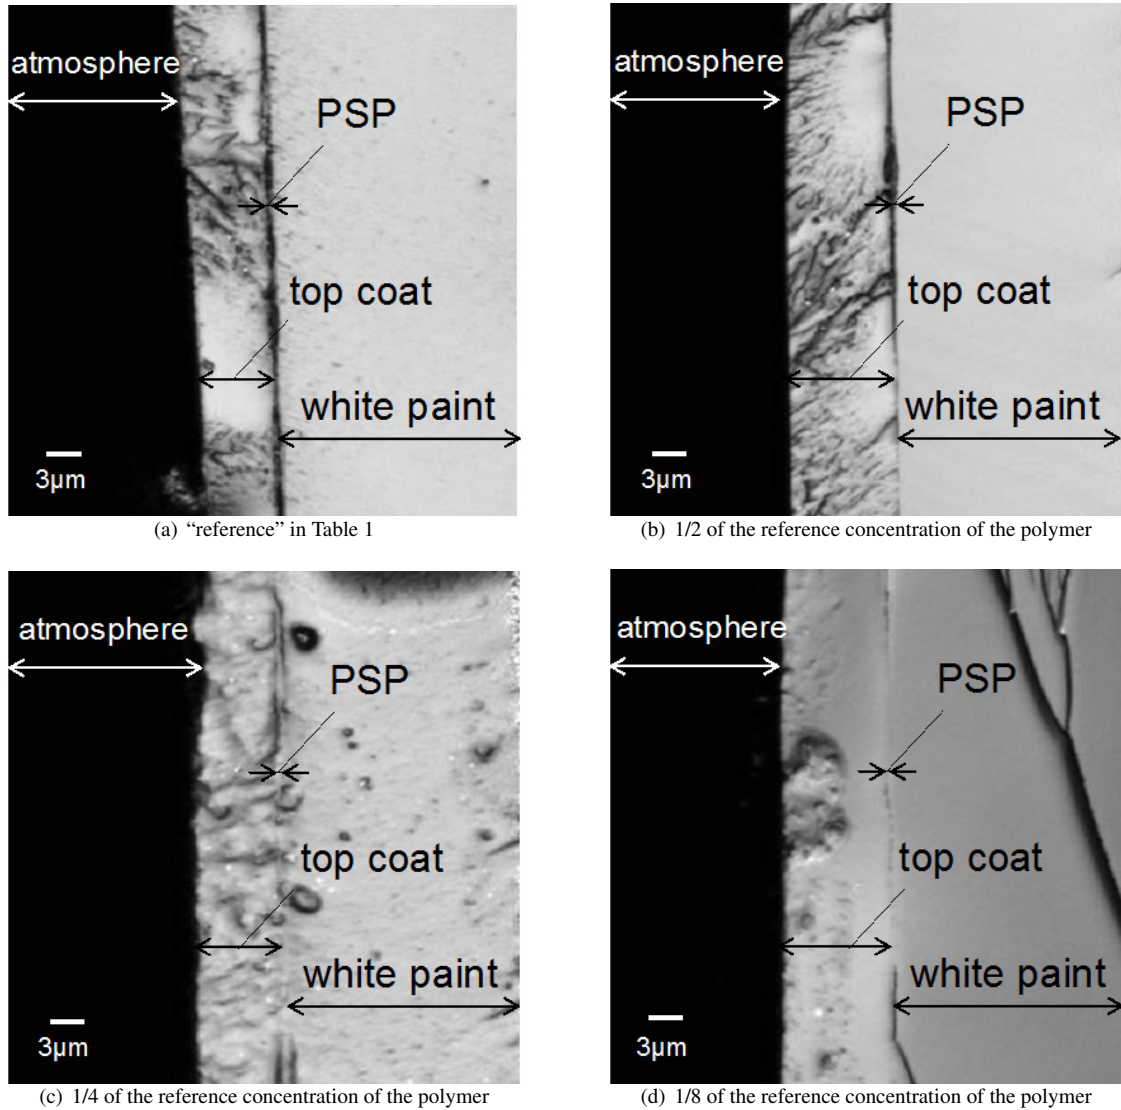 atmosphere
PSP
top coat
white paint
3µm
(a) “reference” in Table 1
atmosphere
PSP
top coat
white paint
3µm
(b) 1/2 of the reference concentration of the polymer
atmosphere
PSP
top coat
white paint
3µm
(c) 1/4 of the reference concentration of the polymer
atmosphere
PSP
top coat
white paint
3µm
(d) 1/8 of the reference concentration of the polymer